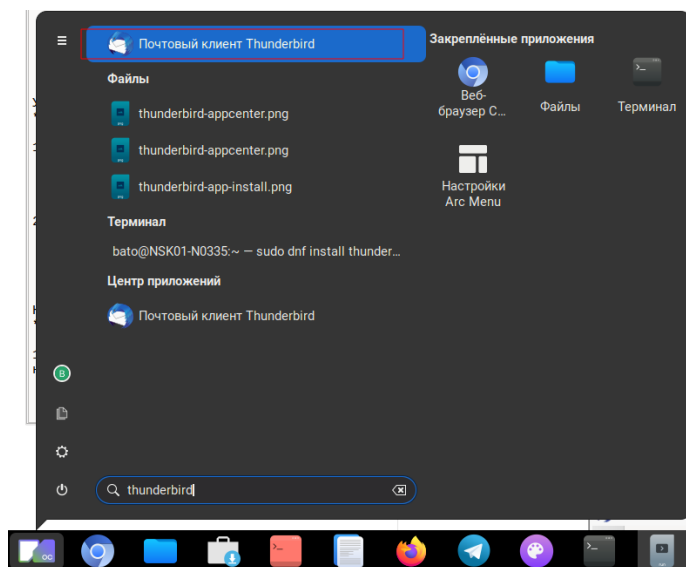 Почтовый клиент Thunderbird
Файлы
thunderbird-appcenter.png
thunderbird-appcenter.png
thunderbird-app-install.png
Терминал
bato@NSK01-N0335:~ — sudo dnf install thunder...
Центр приложений
Почтовый клиент Thunderbird
B
thunderbird
Закреплённые приложения
Веб-
браузер C...
Файлы
Терминал
Настройки
Arc Menu
ОС